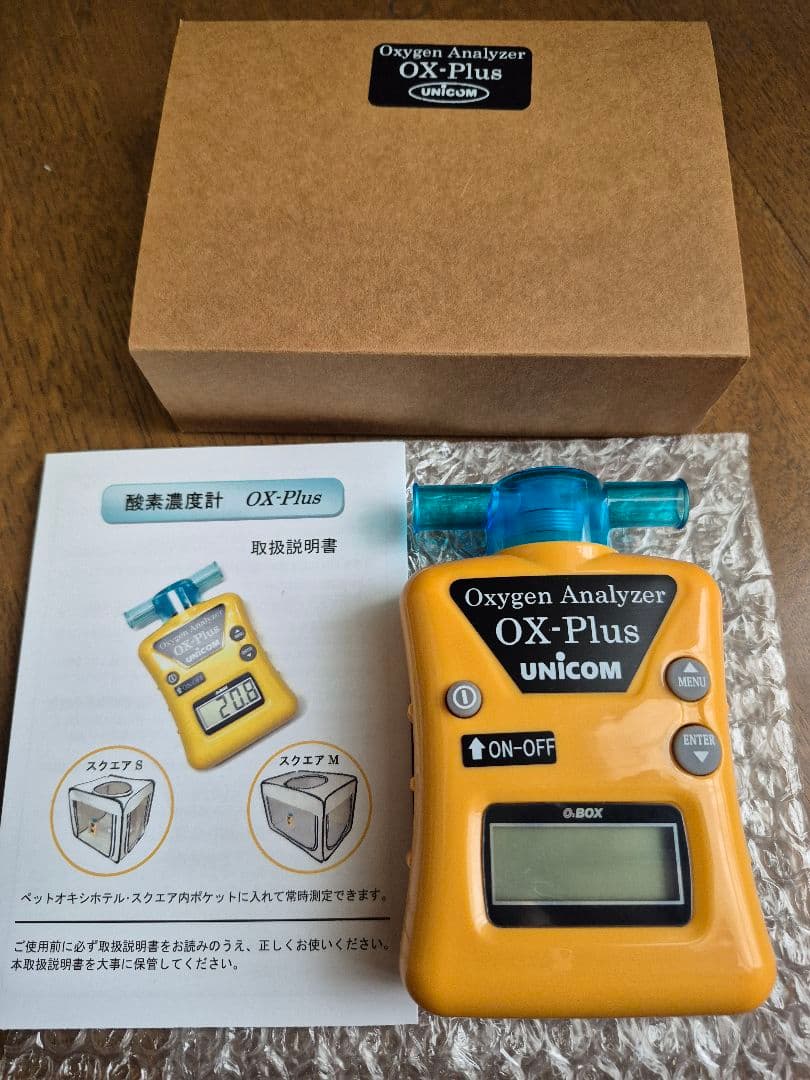 Oxygen Analyzer
OX-Plus
UNiCOM
酸素濃度計 OX-Plus
取扱説明書
Oxygen Analyzer
OX-Plus
UNiCOM
MENU
ENTER
ON-OFF
O₂BOX
20.8
スクエア S
スクエア M
ペットオキシホテル・スクエア内ポケットに入れて常時測定できます。
ご使用前に必ず取扱説明書をお読みのうえ、正しくお使いください。
本取扱説明書を大事に保管してください。
Oxygen Analyzer
OX-Plus
UNiCOM
MENU
ENTER
ON-OFF
O₂BOX